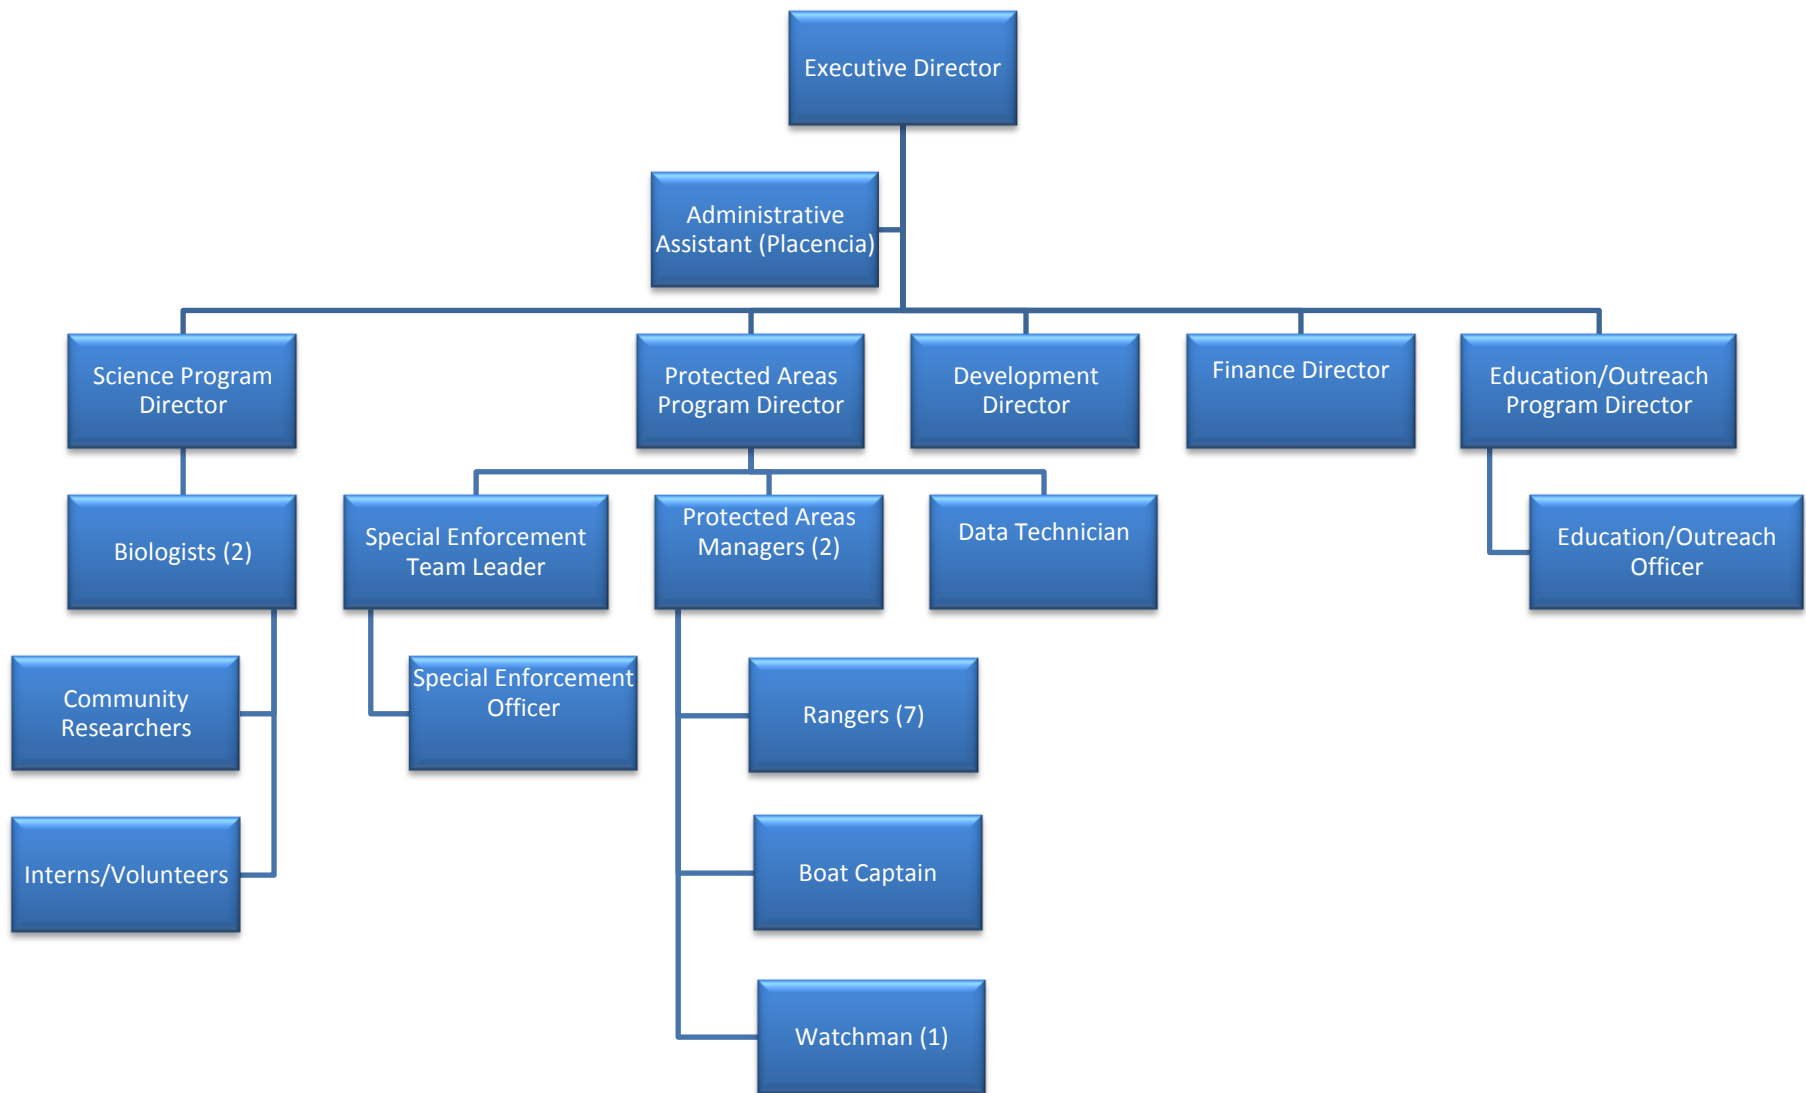 Executive Director
Administrative
Assistant (Placencia)
Science Program
Director
Protected Areas
Program Director
Development
Director
Finance Director
Education/Outreach
Program Director
Biologists (2)
Special Enforcement
Team Leader
Protected Areas
Managers (2)
Data Technician
Education/Outreach
Officer
Community
Researchers
Special Enforcement
Officer
Rangers (7)
Interns/Volunteers
Boat Captain
Watchman (1)